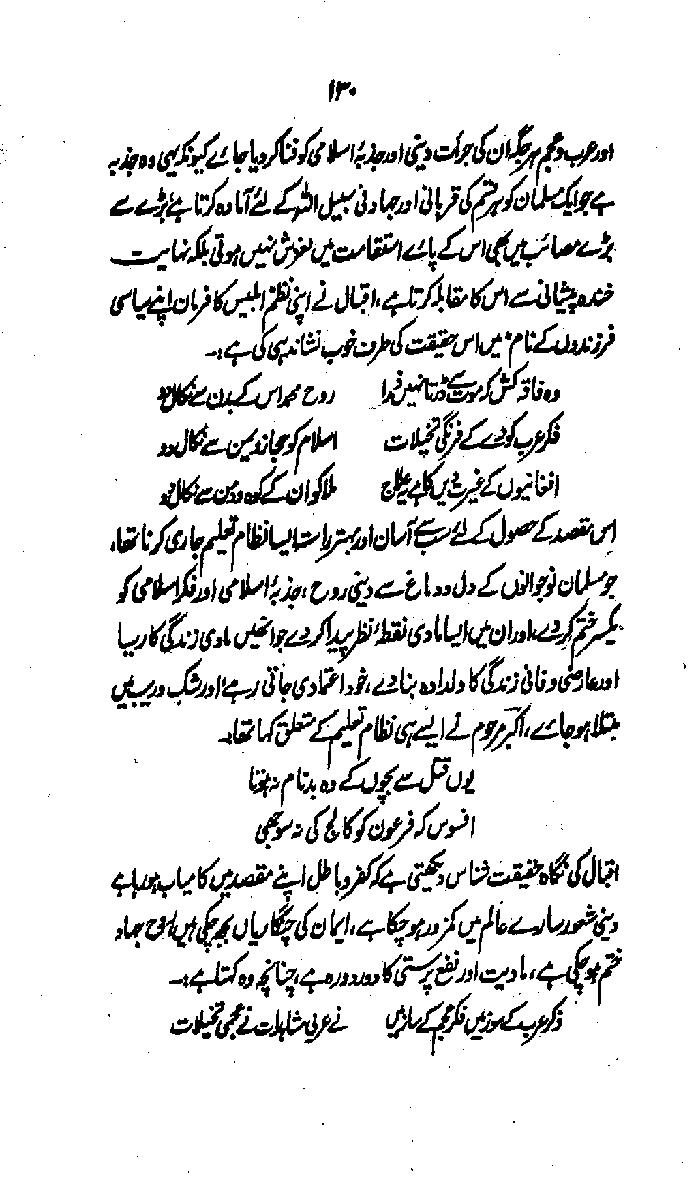 ۱۳۰
اور عرب و عجم ہر جگہ ان کی حرکت دینی اور جذبۂ اسلامی کو فنا کر دیا جائے کیونکہ یہی وہ جذبہ
ہے جو ایک مسلمان کو ہر قسم کی قربانی اور جہاد فی سبیل اللہ کے لئے آمادہ کرتا ہے، بڑے سے
بڑے مصائب میں بھی اس کے پائے استقامت میں لغزش نہیں ہوتی بلکہ نہایت
خندہ پیشانی سے اس کا مقابلہ کرتا ہے، اقبال نے اپنی نظم "ابلیس کا فرمان اپنے سیاسی
فرزندوں کے نام" میں اس حقیقت کی طرف خوب نشاندہی کی ہے:۔
وہ فاقہ کش کہ موت سے ڈرتا نہیں ذرا روح محمد اس کے بدن سے نکال دو
فکر عرب کو دے کے فرنگی تخیلات اسلام کو حجاز و یمن سے نکال دو
افغانیوں کے غیرت دیں کا ہے یہ علاج ملا کو ان کے کوہ و دمن سے نکال دو
اس مقصد کے حصول کے لئے سب سے آسان اور بہتر راستہ ایسا نظام تعلیم جاری کرنا تھا،
جو مسلمان نوجوانوں کے دل و دماغ سے دینی روح، جذبۂ اسلامی اور فکر اسلامی کو
یکسر ختم کر دے، اور ان میں ایسا مادی نقطۂ نظر پیدا کر دے جو انھیں مادی زندگی کا رسیا
اور عارضی و فانی زندگی کا دلدادہ بنا دے، خود اعتمادی جاتی رہے اور شک و ریب میں
مبتلا ہو جائے، اکبر مرحوم نے ایسے ہی نظام تعلیم کے متعلق کہا تھا۔
یوں قتل سے بچوں کے وہ بدنام نہ ہوتا
افسوس کہ فرعون کو کالج کی نہ سوجھی
اقبال کی نگاہ حقیقت شناس دیکھتی ہے کہ کفر و باطل اپنے مقصد میں کامیاب ہو رہا ہے
دینی شعور سارے عالم میں کمزور ہو چکا ہے، ایمان کی چنگاریاں بجھ چکی ہیں روح جہاد
ختم ہو چکی ہے، مادیت اور نفع پرستی کا دور دورہ ہے، چنانچہ وہ کہتا ہے:۔
ذکر عرب کے سوز میں فکر عجم کے ساز میں نے عربی مشاہدات نے عجمی تخیلات